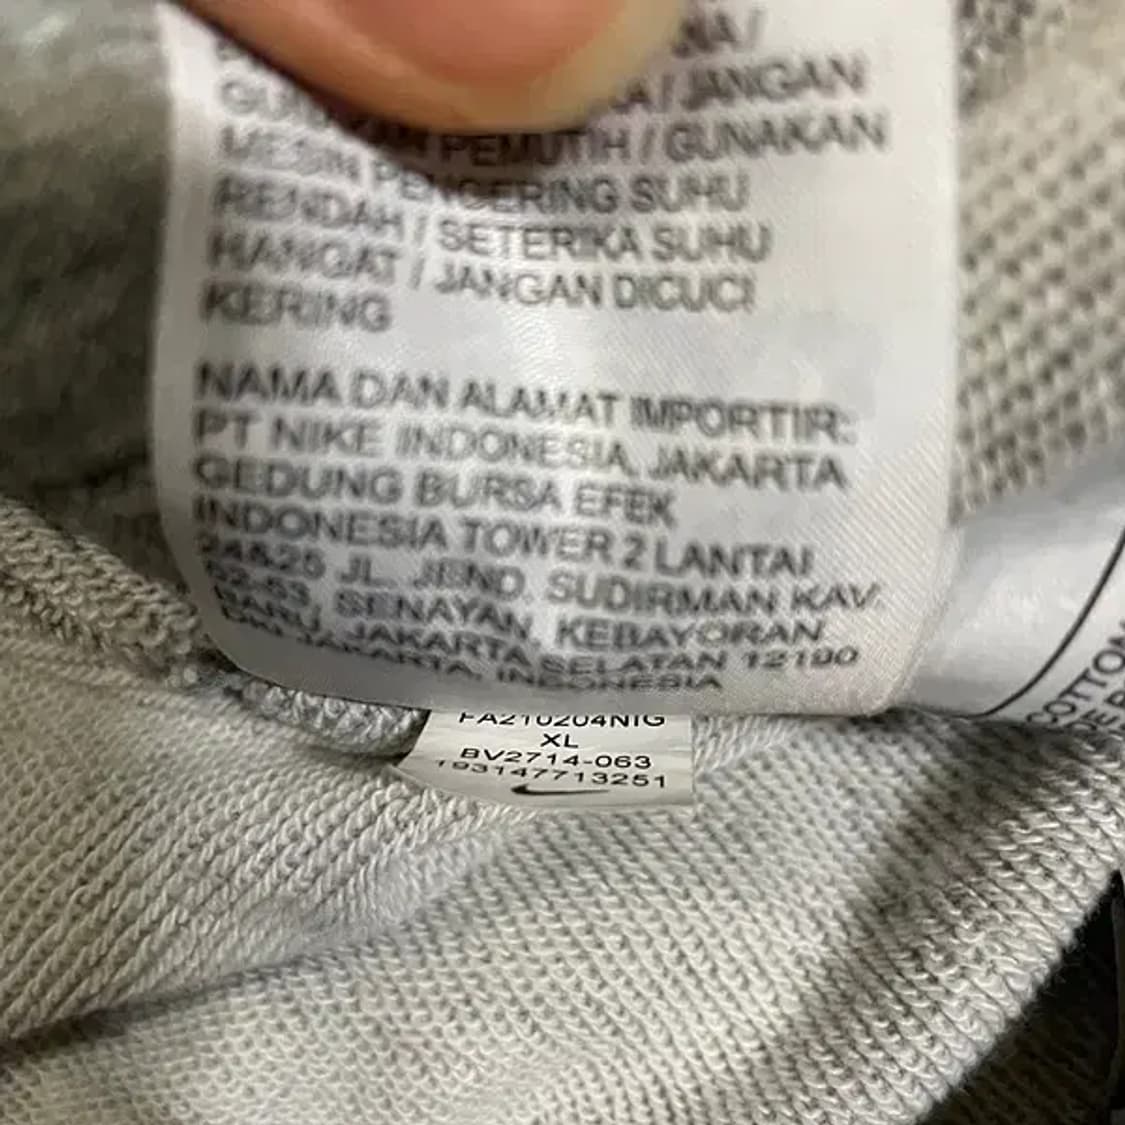 NA/
A/JANGAN
PEMUTIH / GUNAKAN
MESIN PENGERING SUHU
RENDAH / SETERIKA SUHU
HANGAT / JANGAN DICUCI
KERING
NAMA DAN ALAMAT IMPORTIR:
PT NIKE INDONESIA, JAKARTA
GEDUNG BURSA EFEK
INDONESIA TOWER 2 LANTAI
24&25 JL. JEND. SUDIRMAN KAV.
52-53, SENAYAN, KEBAYORAN
BARU, JAKARTA SELATAN 12190
JAKARTA, INDONESIA
FA210204NIG
XL
BV2714-063
193147713251
COTTON